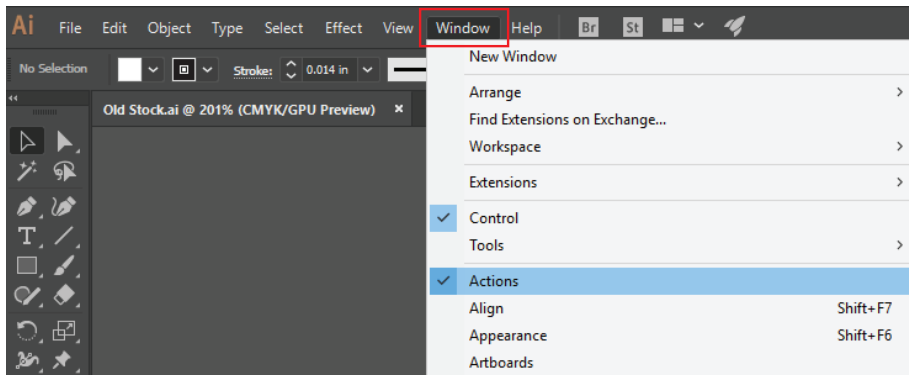 Ai File Edit Object Type Select Effect View Window Help Br St
No Selection Stroke: 0.014 in
Old Stock.ai @ 201% (CMYK/GPU Preview) ×
New Window
Arrange
Find Extensions on Exchange...
Workspace
Extensions
Control
Tools
Actions
Align Shift+F7
Appearance Shift+F6
Artboards